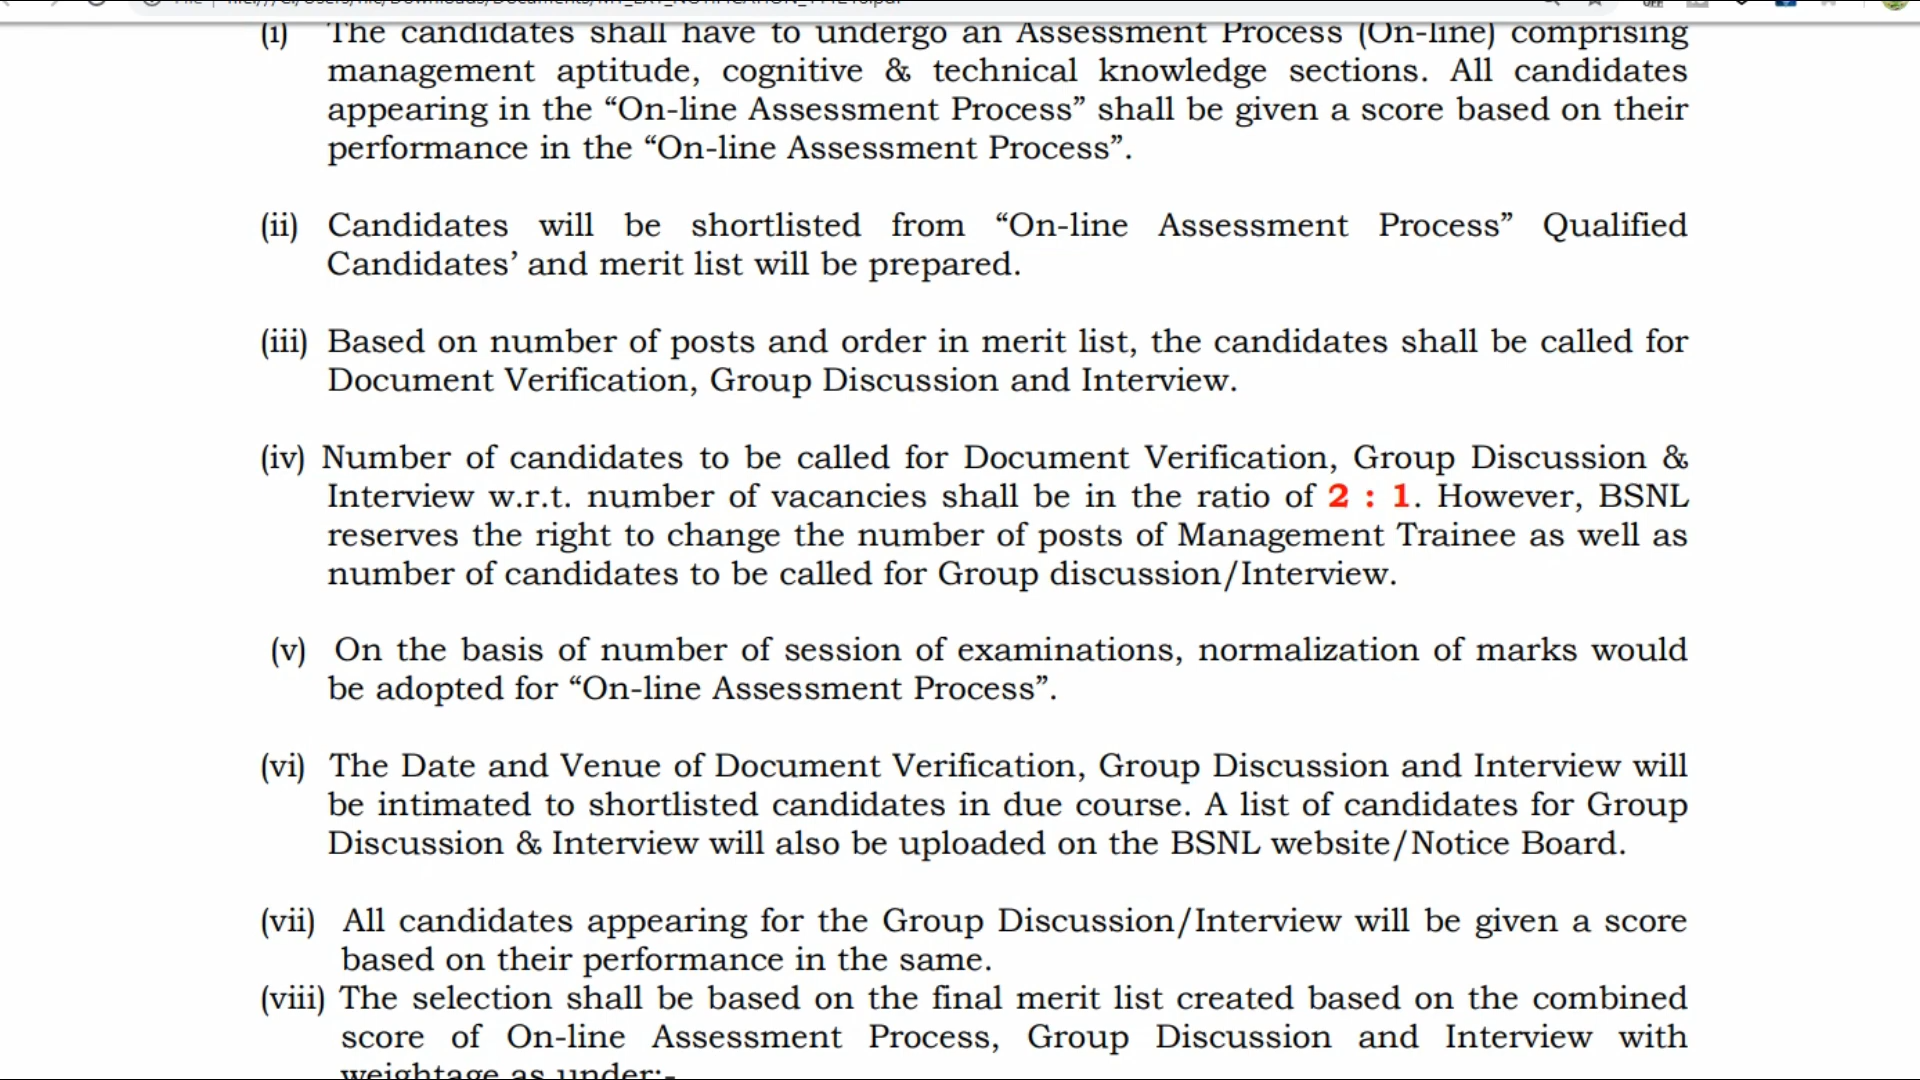 (i) The candidates shall have to undergo an Assessment Process (On-line) comprising
management aptitude, cognitive & technical knowledge sections. All candidates
appearing in the “On-line Assessment Process” shall be given a score based on their
performance in the “On-line Assessment Process”.
(ii) Candidates will be shortlisted from “On-line Assessment Process” Qualified
Candidates’ and merit list will be prepared.
(iii) Based on number of posts and order in merit list, the candidates shall be called for
Document Verification, Group Discussion and Interview.
(iv) Number of candidates to be called for Document Verification, Group Discussion &
Interview w.r.t. number of vacancies shall be in the ratio of 2 : 1. However, BSNL
reserves the right to change the number of posts of Management Trainee as well as
number of candidates to be called for Group discussion/Interview.
(v) On the basis of number of session of examinations, normalization of marks would
be adopted for “On-line Assessment Process”.
(vi) The Date and Venue of Document Verification, Group Discussion and Interview will
be intimated to shortlisted candidates in due course. A list of candidates for Group
Discussion & Interview will also be uploaded on the BSNL website/Notice Board.
(vii) All candidates appearing for the Group Discussion/Interview will be given a score
based on their performance in the same.
(viii) The selection shall be based on the final merit list created based on the combined
score of On-line Assessment Process, Group Discussion and Interview with
weightage as under:-